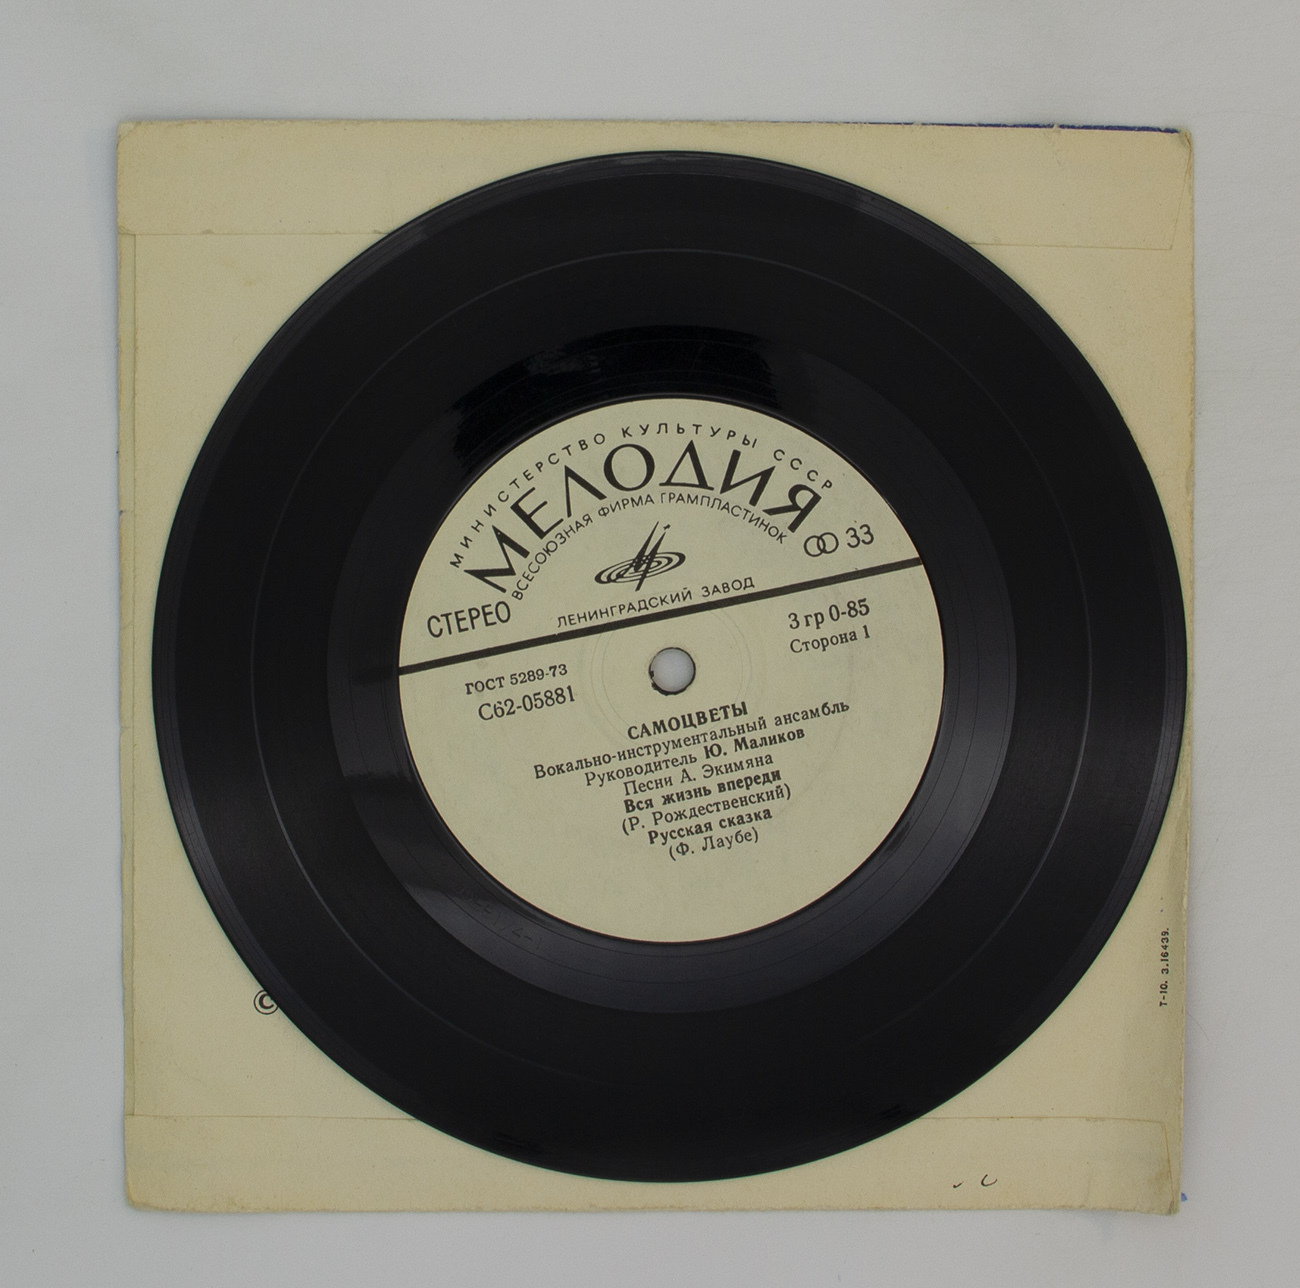 МИНИСТЕРСТВО КУЛЬТУРЫ СССР
МЕЛОДИЯ
ВСЕСОЮЗНАЯ ФИРМА ГРАМПЛАСТИНОК
33
СТЕРЕО
ЛЕНИНГРАДСКИЙ ЗАВОД
ГОСТ 5289-73
С62-05881
3 гр 0-85
Сторона 1
САМОЦВЕТЫ
Вокально-инструментальный ансамбль
Руководитель Ю. Маликов
Песни А. Экимяна
Вся жизнь впереди
(Р. Рождественский)
Русская сказка
(Ф. Лаубе)
©
Т-10. 3.16439.